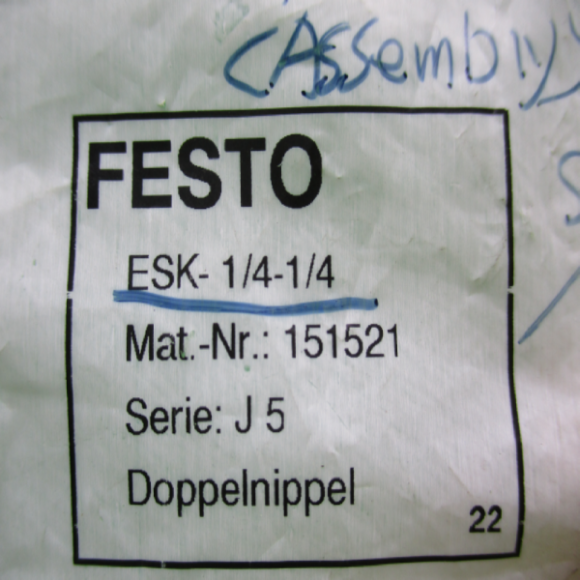 (Assembly)
FESTO
ESK- 1/4-1/4
Mat.-Nr.: 151521
Serie: J 5
Doppelnippel
22